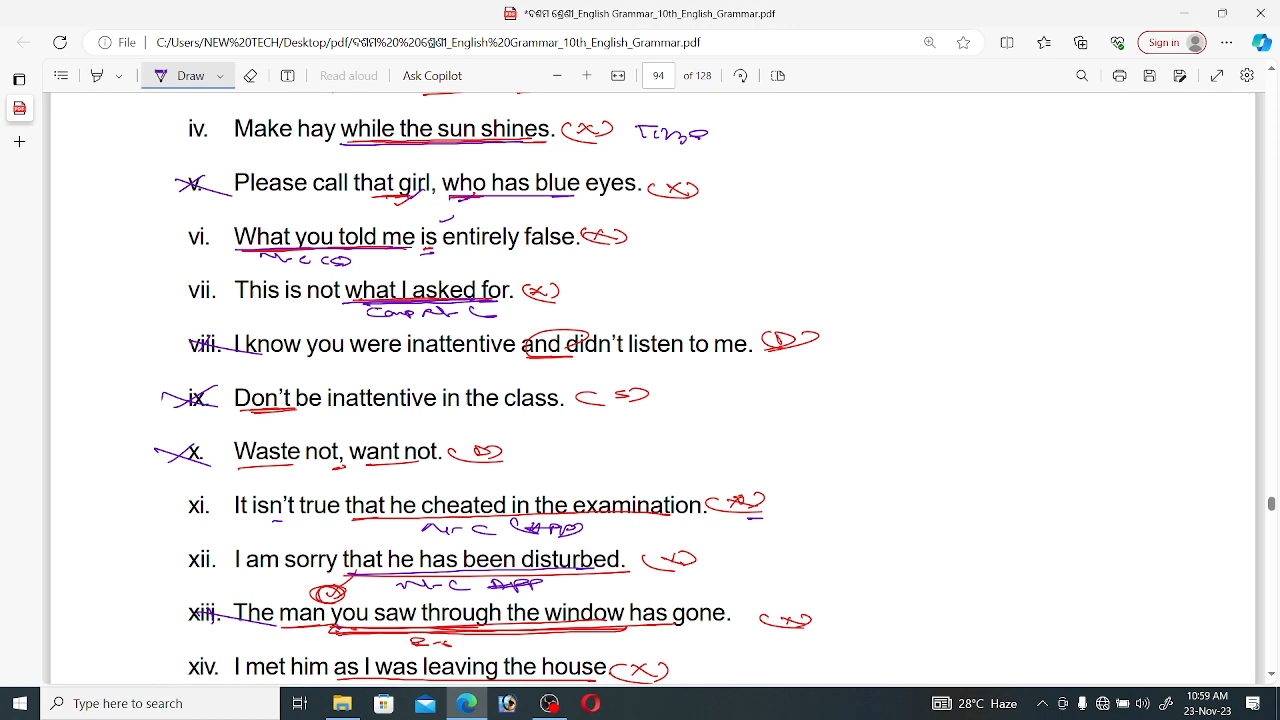 English Grammar_10th_English_Grammar.pdf
File C:/Users/NEW%20TECH/Desktop/pdf/ English%20Grammar_10th_English_Grammar.pdf Sign in
Draw Read aloud Ask Copilot 94 of 128
iv. Make hay while the sun shines. (x) Time
v. Please call that girl, who has blue eyes. (x)
vi. What you told me is entirely false. (x)
vii. This is not what I asked for. (x)
viii. I know you were inattentive and didn't listen to me. (D)
ix. Don't be inattentive in the class. (S)
x. Waste not, want not. (D)
xi. It isn't true that he cheated in the examination. (x)
N-C
xii. I am sorry that he has been disturbed. (x)
N-C APP
xiii. The man you saw through the window has gone. (x)
xiv. I met him as I was leaving the house (x)
Type here to search 28°C Haze 10:59 AM
23-Nov-23